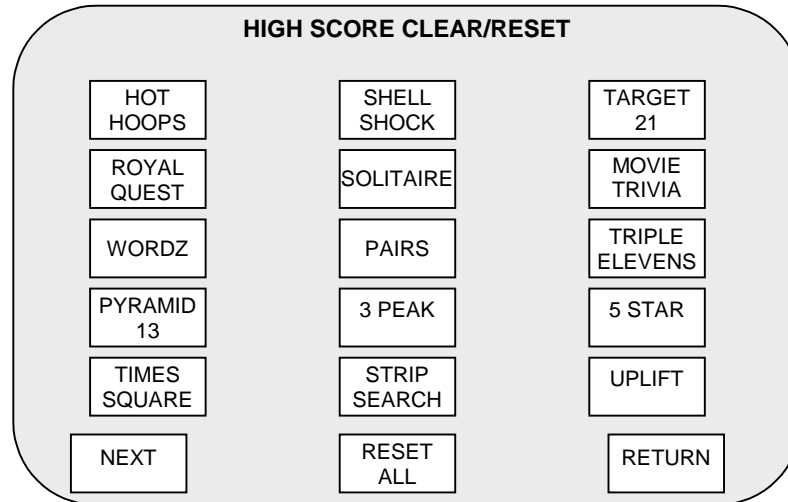 HIGH SCORE CLEAR/RESET
HOT
HOOPS
SHELL
SHOCK
TARGET
21
ROYAL
QUEST
SOLITAIRE
MOVIE
TRIVIA
WORDZ
PAIRS
TRIPLE
ELEVENS
PYRAMID
13
3 PEAK
5 STAR
TIMES
SQUARE
STRIP
SEARCH
UPLIFT
NEXT
RESET
ALL
RETURN